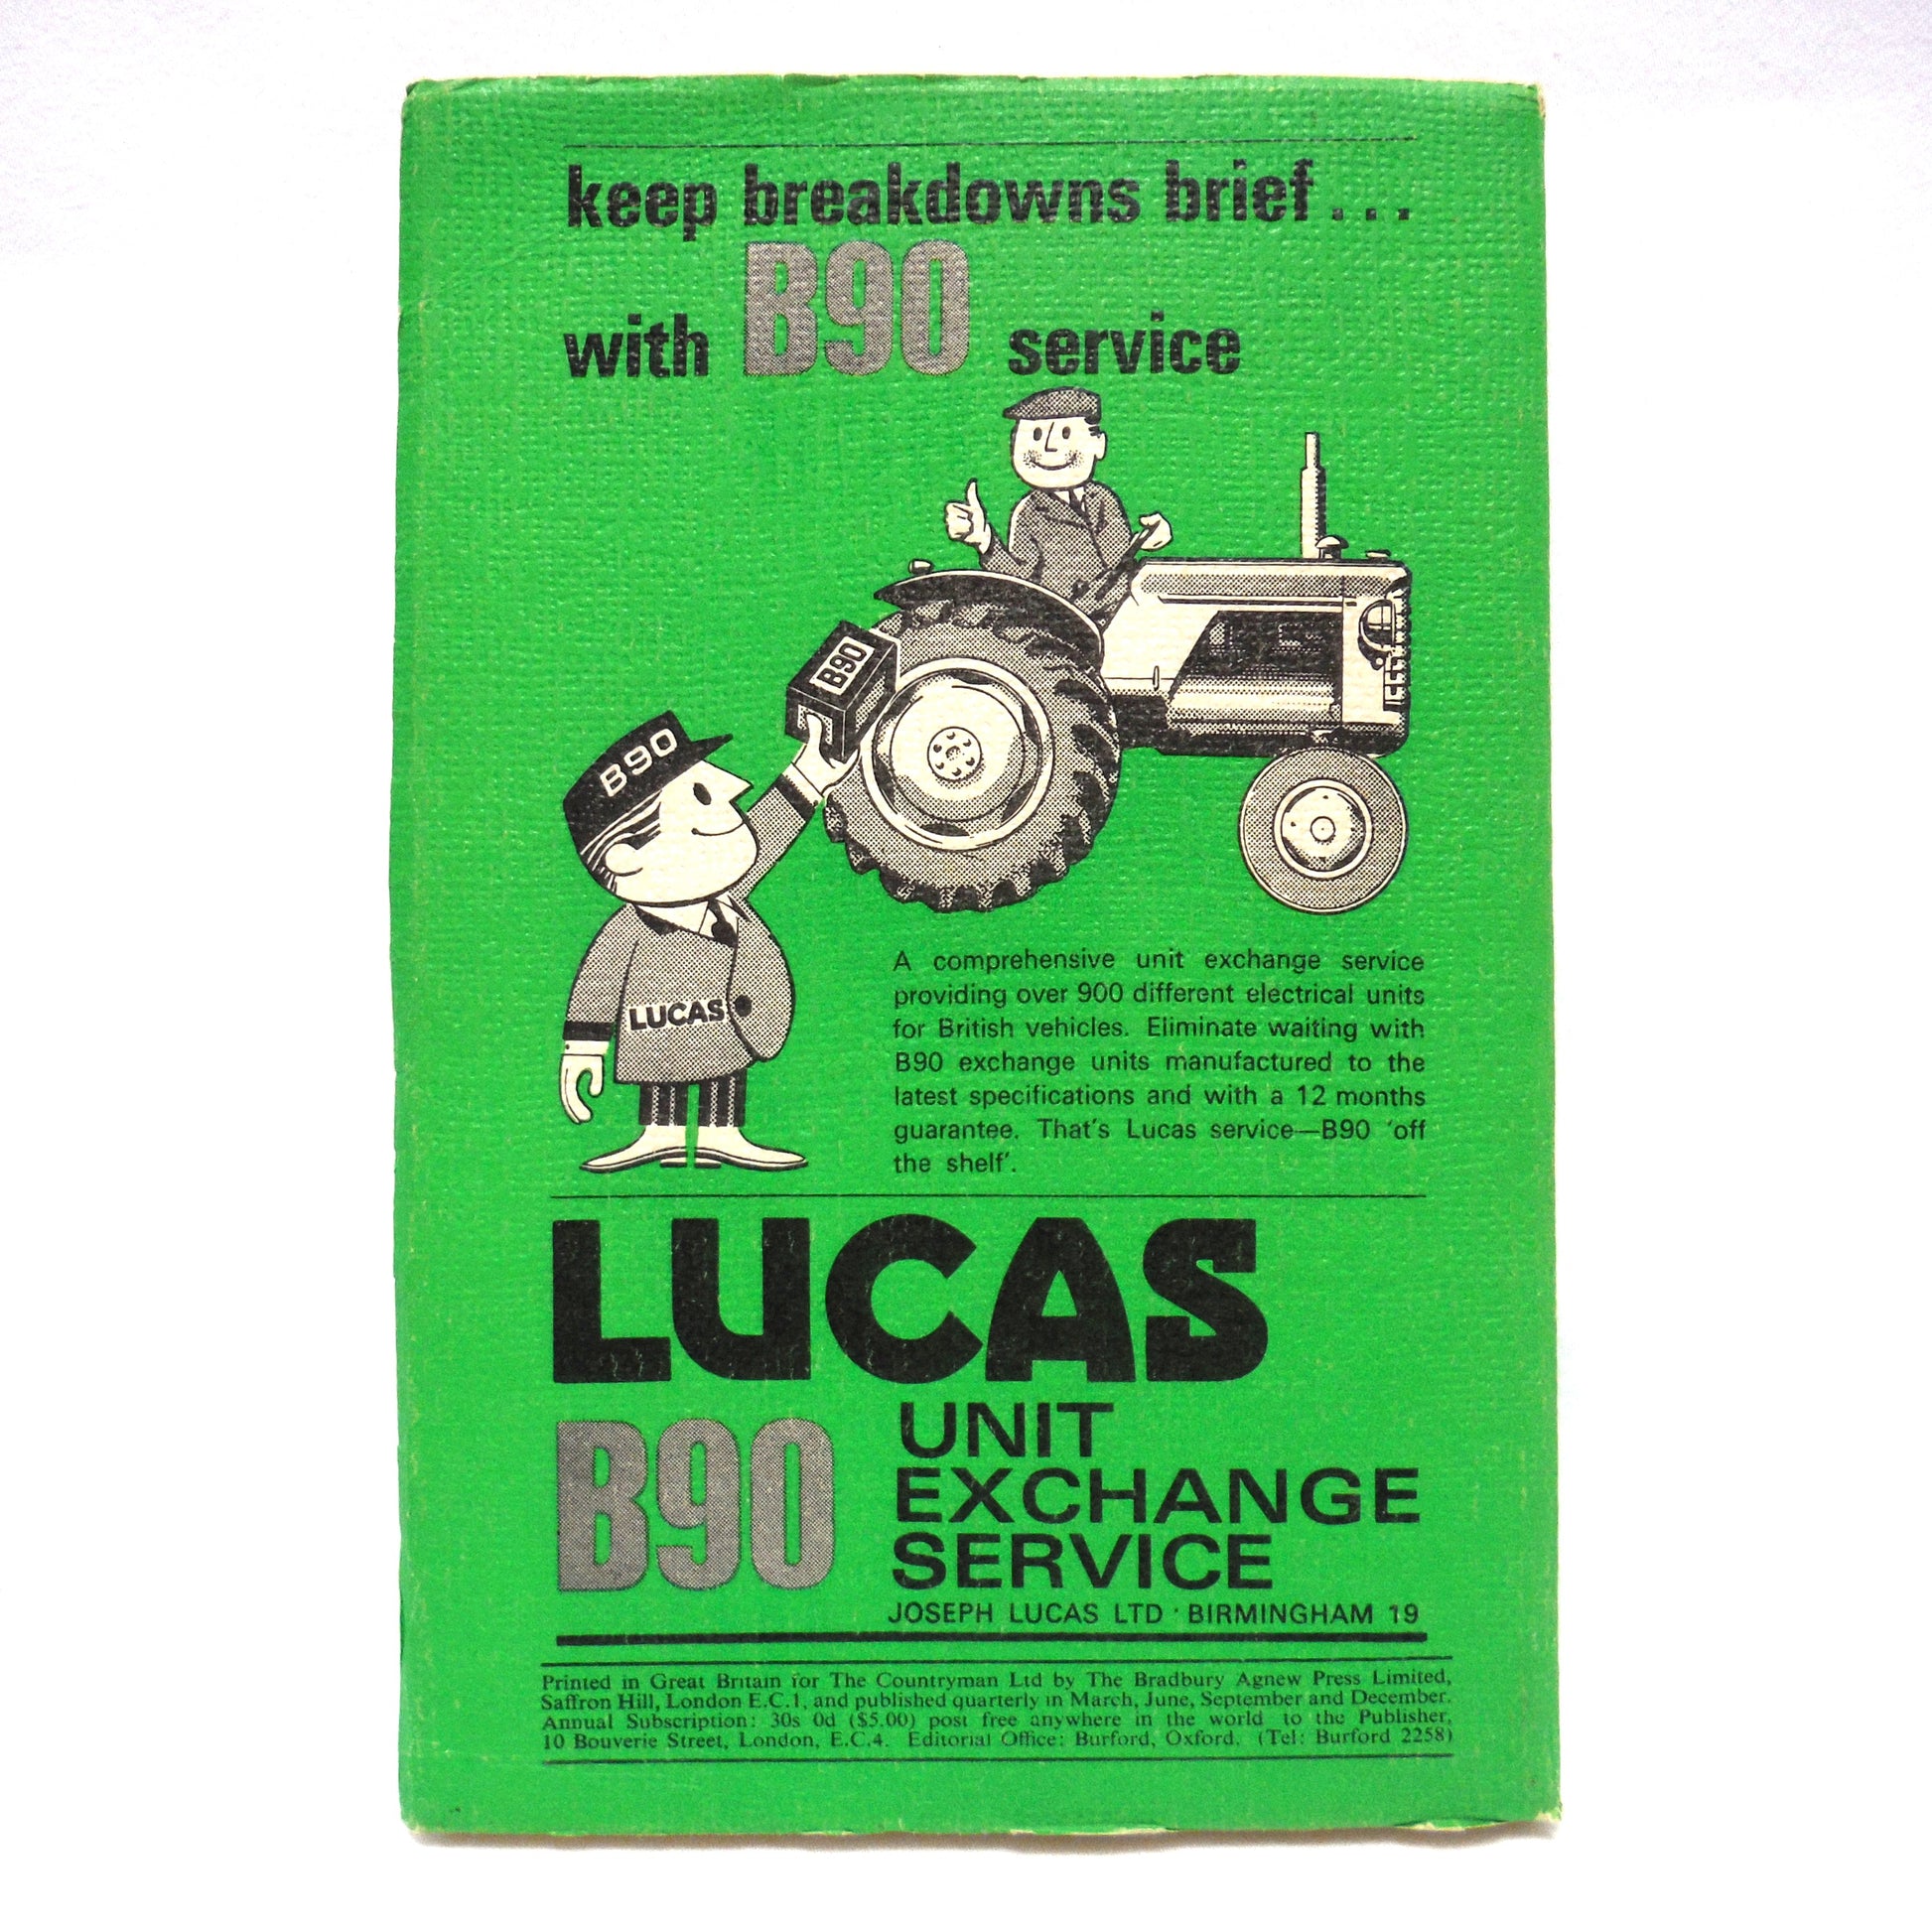 keep breakdowns brief...
with B90 service
B90
B90
LUCAS
A comprehensive unit exchange service
providing over 900 different electrical units
for British vehicles. Eliminate waiting with
B90 exchange units manufactured to the
latest specifications and with a 12 months
guarantee. That's Lucas service—B90 'off
the shelf'.
LUCAS
B90
UNIT
EXCHANGE
SERVICE
JOSEPH LUCAS LTD · BIRMINGHAM 19
Printed in Great Britain for The Countryman Ltd by The Bradbury Agnew Press Limited,
Saffron Hill, London E.C.1, and published quarterly in March, June, September and December.
Annual Subscription: 30s 0d ($5.00) post free anywhere in the world to the Publisher,
10 Bouverie Street, London, E.C.4. Editorial Office: Burford, Oxford. (Tel: Burford 2258)